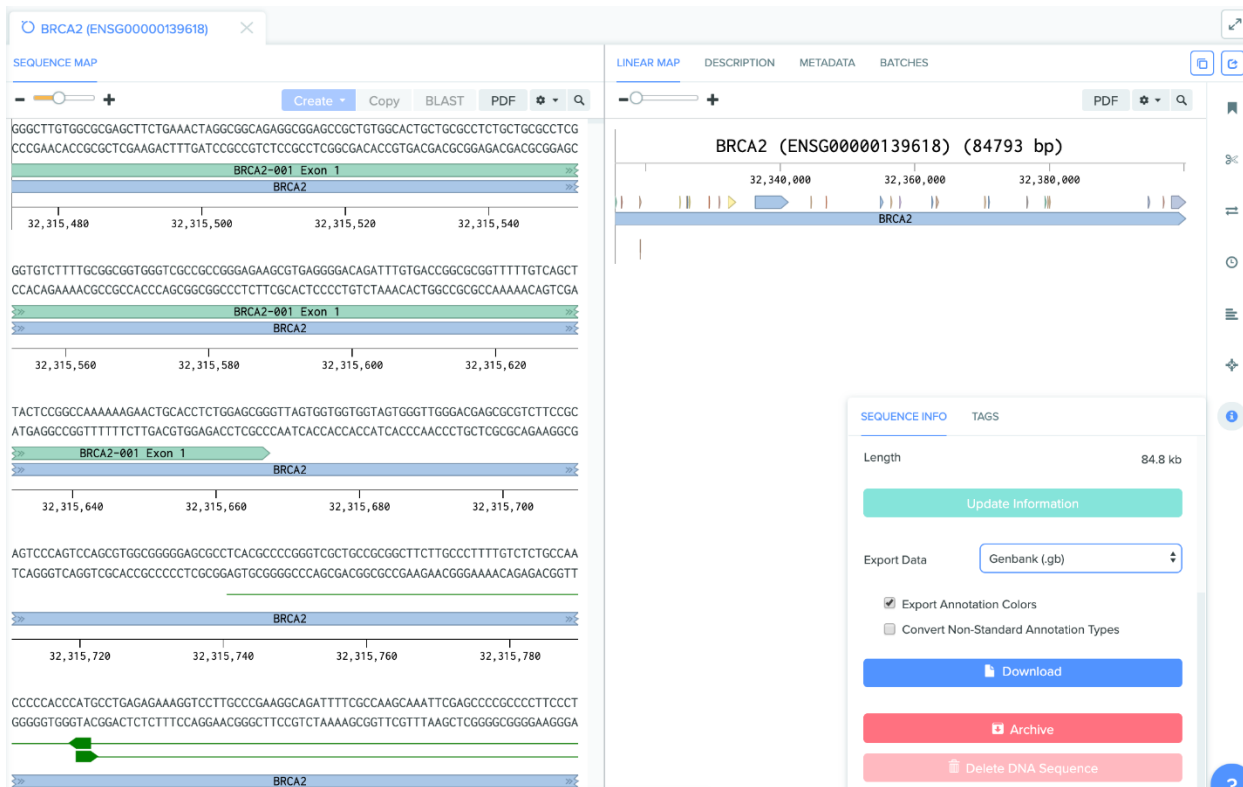 BRCA2 (ENSG00000139618)
SEQUENCE MAP
Create Copy BLAST PDF
GGGCTTGTGGCGCGAGCTTCTGAAACTAGGCGGCAGAGGCGGAGCCGCTGTGGCACTGCTGCGCCTCTGCTGCGCCTCG
CCCGAACACCGCGCTCGAAGACTTTGATCCGCCGTCTCCGCCTCGGCGACACCGTGACGACGCGGAGACGACGCGGAGC
BRCA2-001 Exon 1
BRCA2
32,315,480 32,315,500 32,315,520 32,315,540
GGTGTCTTTTGCGGCGGTGGGTCGCCGCCGGGAGAAGCGTGAGGGGACAGATTTGTGACCGGCGCGGTTTTTGTCAGCT
CCACAGAAAACGCCGCCACCCAGCGGCGGCCCTCTTCGCACTCCCCTGTCTAAACACTGGCCGCGCCAAAAACAGTCGA
BRCA2-001 Exon 1
BRCA2
32,315,560 32,315,580 32,315,600 32,315,620
TACTCCGGCCAAAAAAGAACTGCACCTCTGGAGCGGGTTAGTGGTGGTGGTAGTGGGTTGGGACGAGCGCGTCTTCCGC
ATGAGGCCGGTTTTTTCTTGACGTGGAGACCTCGCCCAATCACCACCACCATCACCCAACCCTGCTCGCGCAGAAGGCG
BRCA2-001 Exon 1
BRCA2
32,315,640 32,315,660 32,315,680 32,315,700
AGTCCCAGTCCAGCGTGGCGGGGGAGCGCCTCACGCCCCGGGTCGCTGCCGCGGCTTCTTGCCCTTTTGTCTCTGCCAA
TCAGGGTCAGGTCGCACCGCCCCCTCGCGGAGTGCGGGGCCCAGCGACGGCGCCGAAGAACGGGAAAACAGAGACGGTT
BRCA2
32,315,720 32,315,740 32,315,760 32,315,780
CCCCCACCCATGCCTGAGAGAAAGGTCCTTGCCCGAAGGCAGATTTTCGCCAAGCAAATTCGAGCCCCGCCCCTTCCCT
GGGGGTGGGTACGGACTCTCTTTCCAGGAACGGGCTTCCGTCTAAAAGCGGTTCGTTTAAGCTCGGGGCGGGGAAGGGA
BRCA2
LINEAR MAP DESCRIPTION METADATA BATCHES
PDF
BRCA2 (ENSG00000139618) (84793 bp)
32,340,000 32,360,000 32,380,000
BRCA2
SEQUENCE INFO TAGS
Length 84.8 kb
Update Information
Export Data Genbank (.gb)
Export Annotation Colors
Convert Non-Standard Annotation Types
Download
Archive
Delete DNA Sequence
?